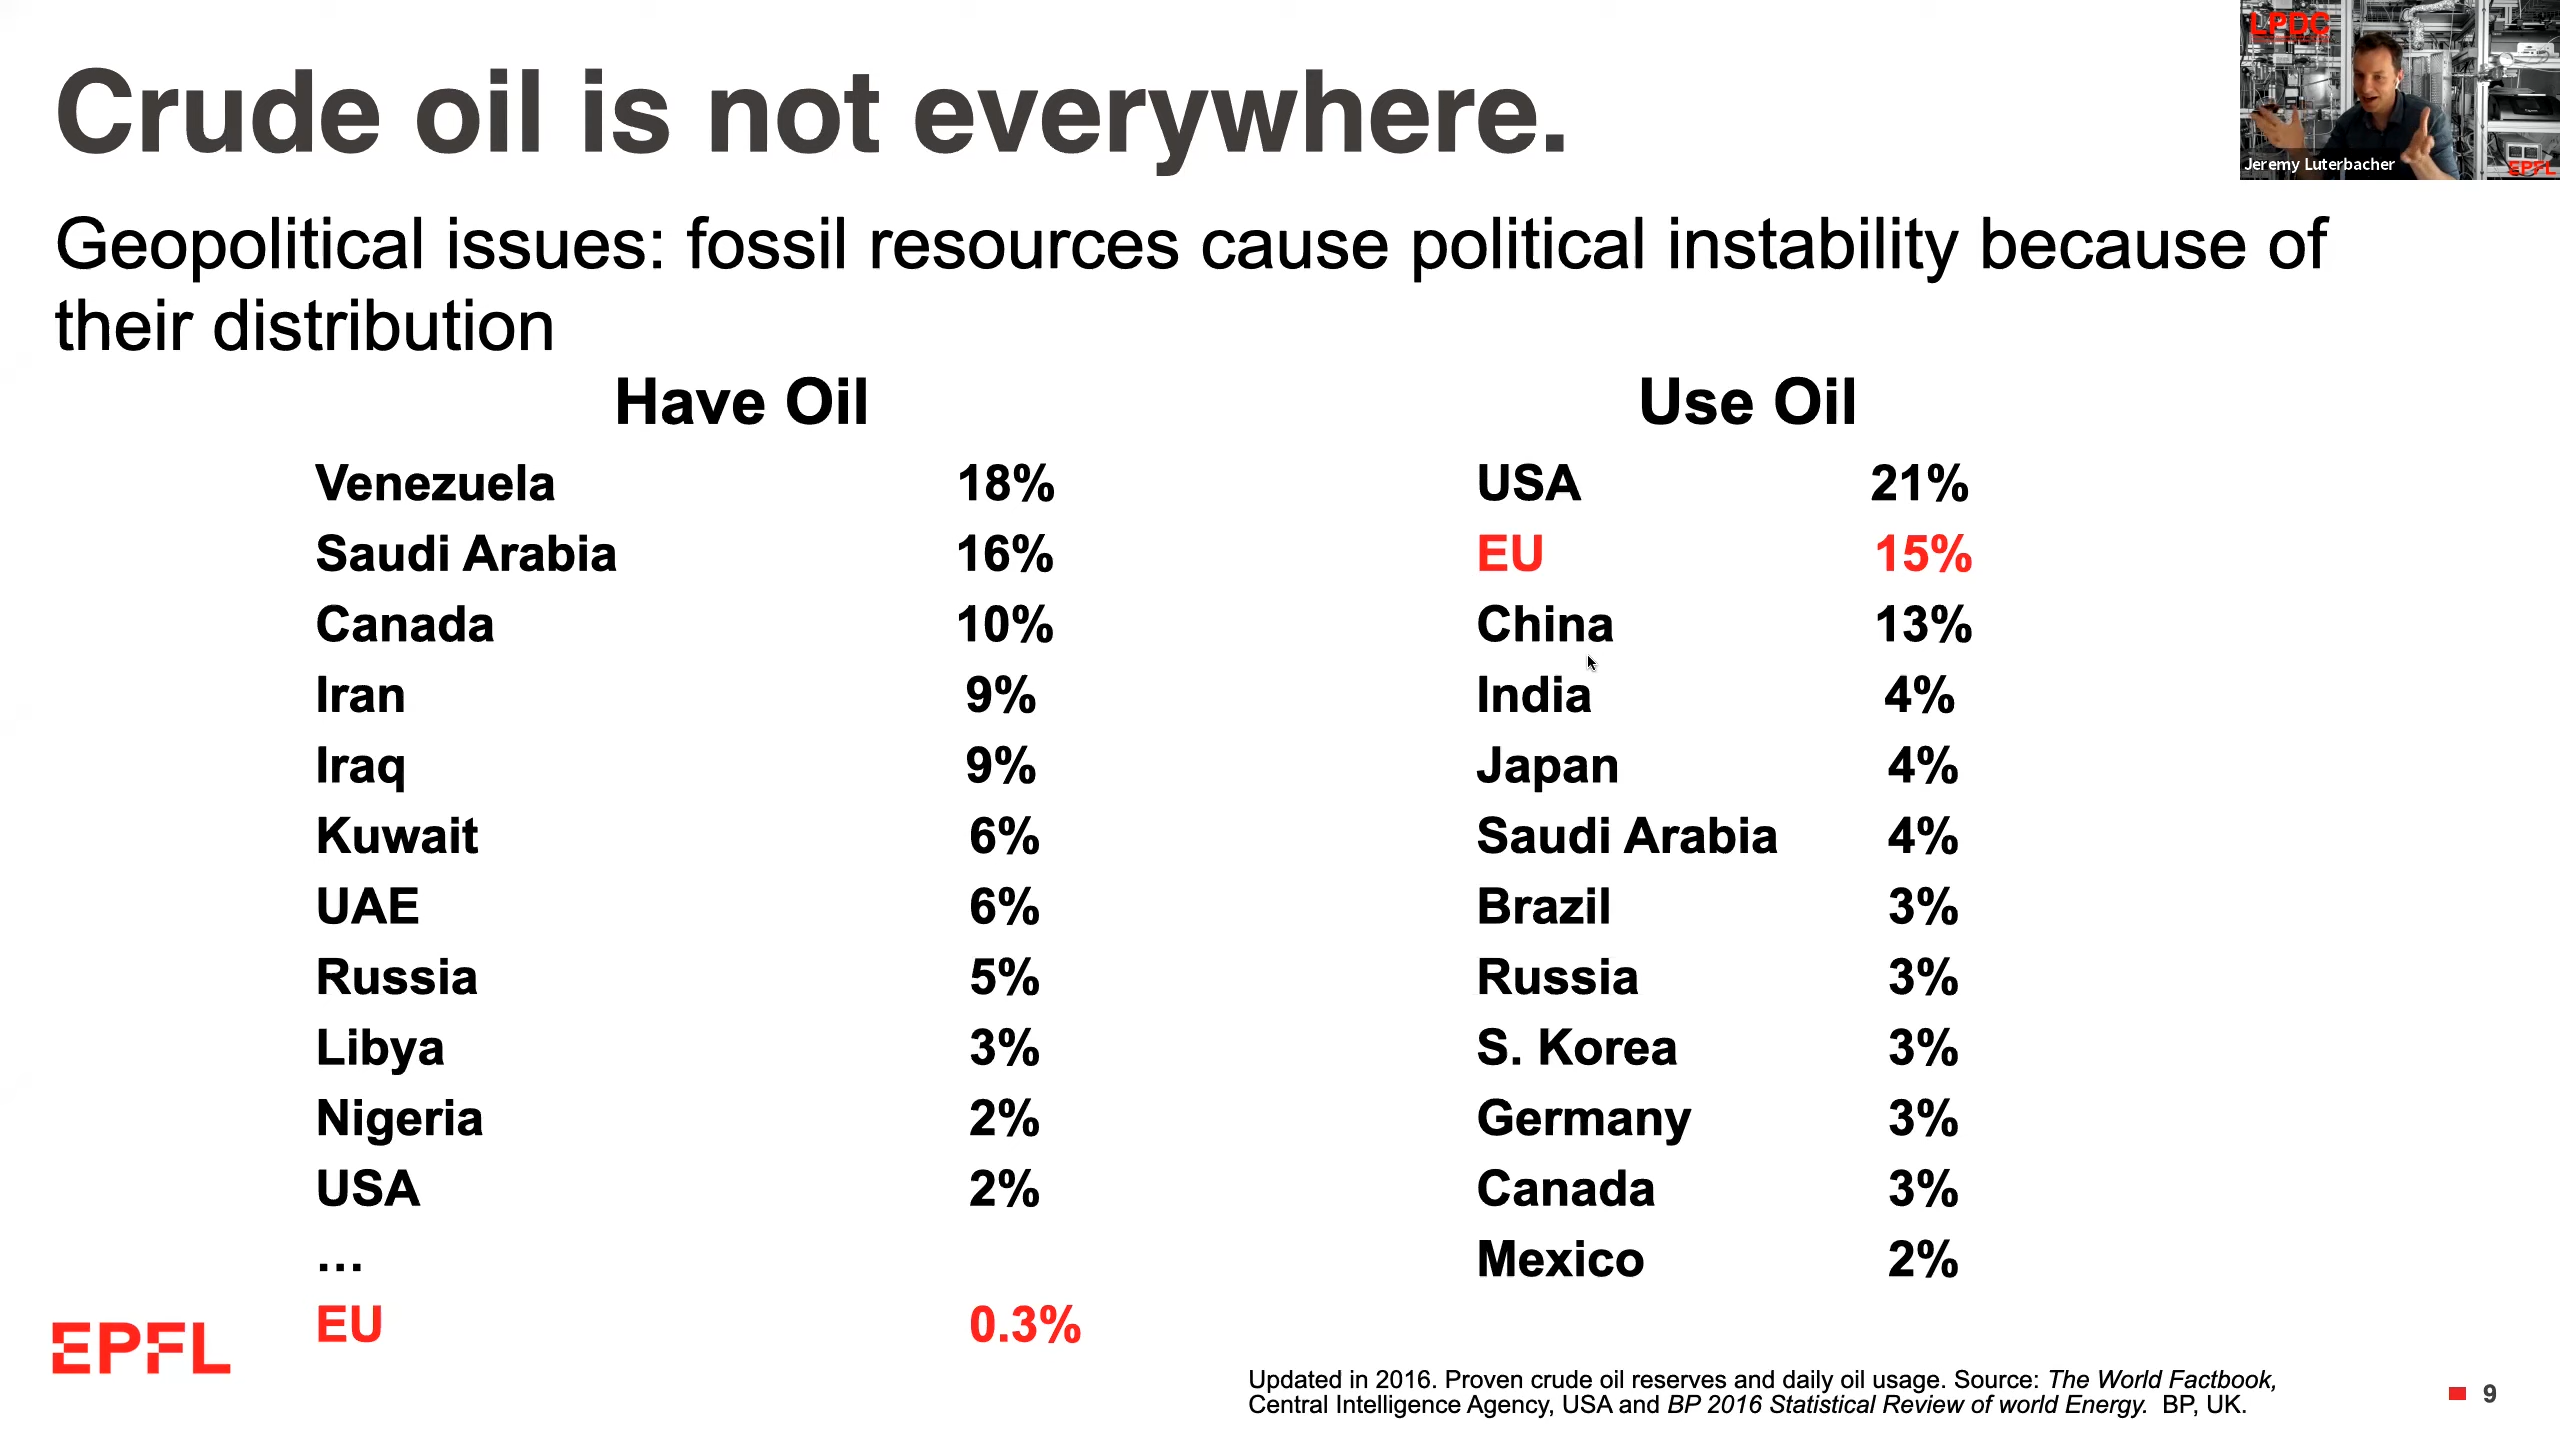 Crude oil is not everywhere.
LPDC
Jeremy Luterbacher
EPFL
Geopolitical issues: fossil resources cause political instability because of
their distribution
Have Oil
Venezuela 18%
Saudi Arabia 16%
Canada 10%
Iran 9%
Iraq 9%
Kuwait 6%
UAE 6%
Russia 5%
Libya 3%
Nigeria 2%
USA 2%
...
EU 0.3%
Use Oil
USA 21%
EU 15%
China 13%
India 4%
Japan 4%
Saudi Arabia 4%
Brazil 3%
Russia 3%
S. Korea 3%
Germany 3%
Canada 3%
Mexico 2%
EPFL
Updated in 2016. Proven crude oil reserves and daily oil usage. Source: The World Factbook,
Central Intelligence Agency, USA and BP 2016 Statistical Review of world Energy. BP, UK.
9